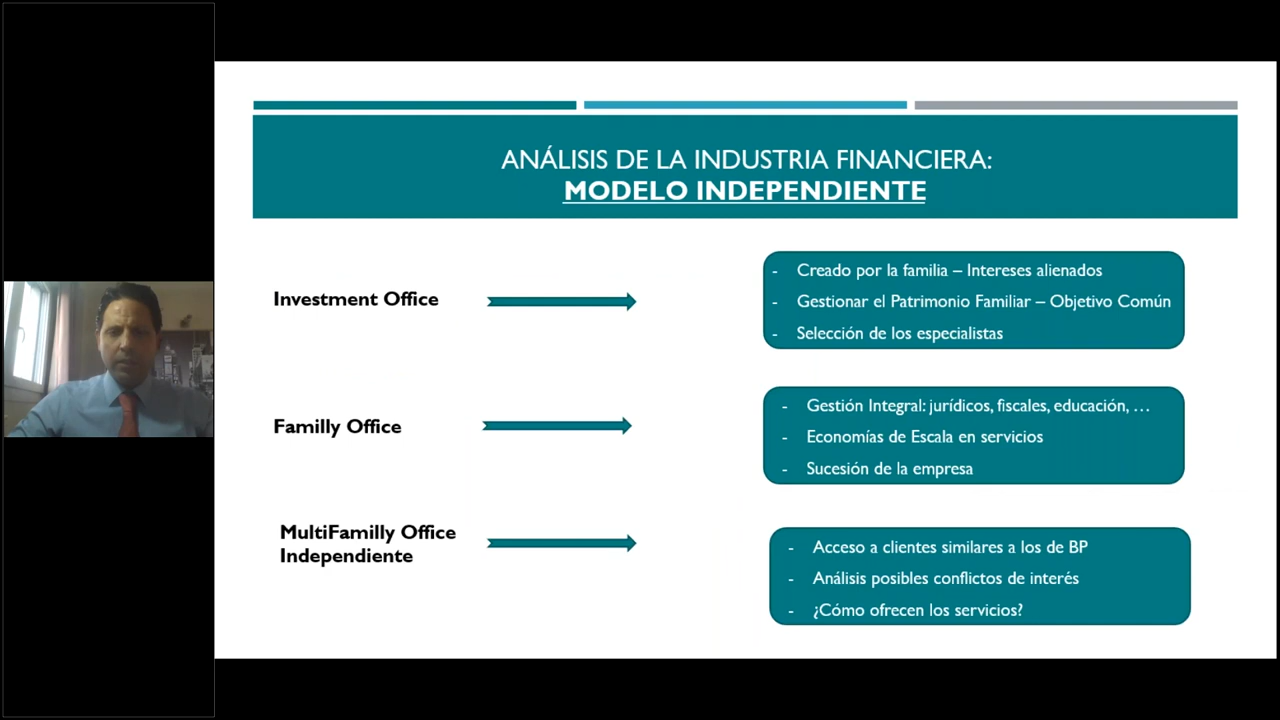 ANÁLISIS DE LA INDUSTRIA FINANCIERA:
MODELO INDEPENDIENTE
Investment Office
- Creado por la familia – Intereses alienados
- Gestionar el Patrimonio Familiar – Objetivo Común
- Selección de los especialistas
Familly Office
- Gestión Integral: jurídicos, fiscales, educación, …
- Economías de Escala en servicios
- Sucesión de la empresa
MultiFamilly Office
Independiente
- Acceso a clientes similares a los de BP
- Análisis posibles conflictos de interés
- ¿Cómo ofrecen los servicios?